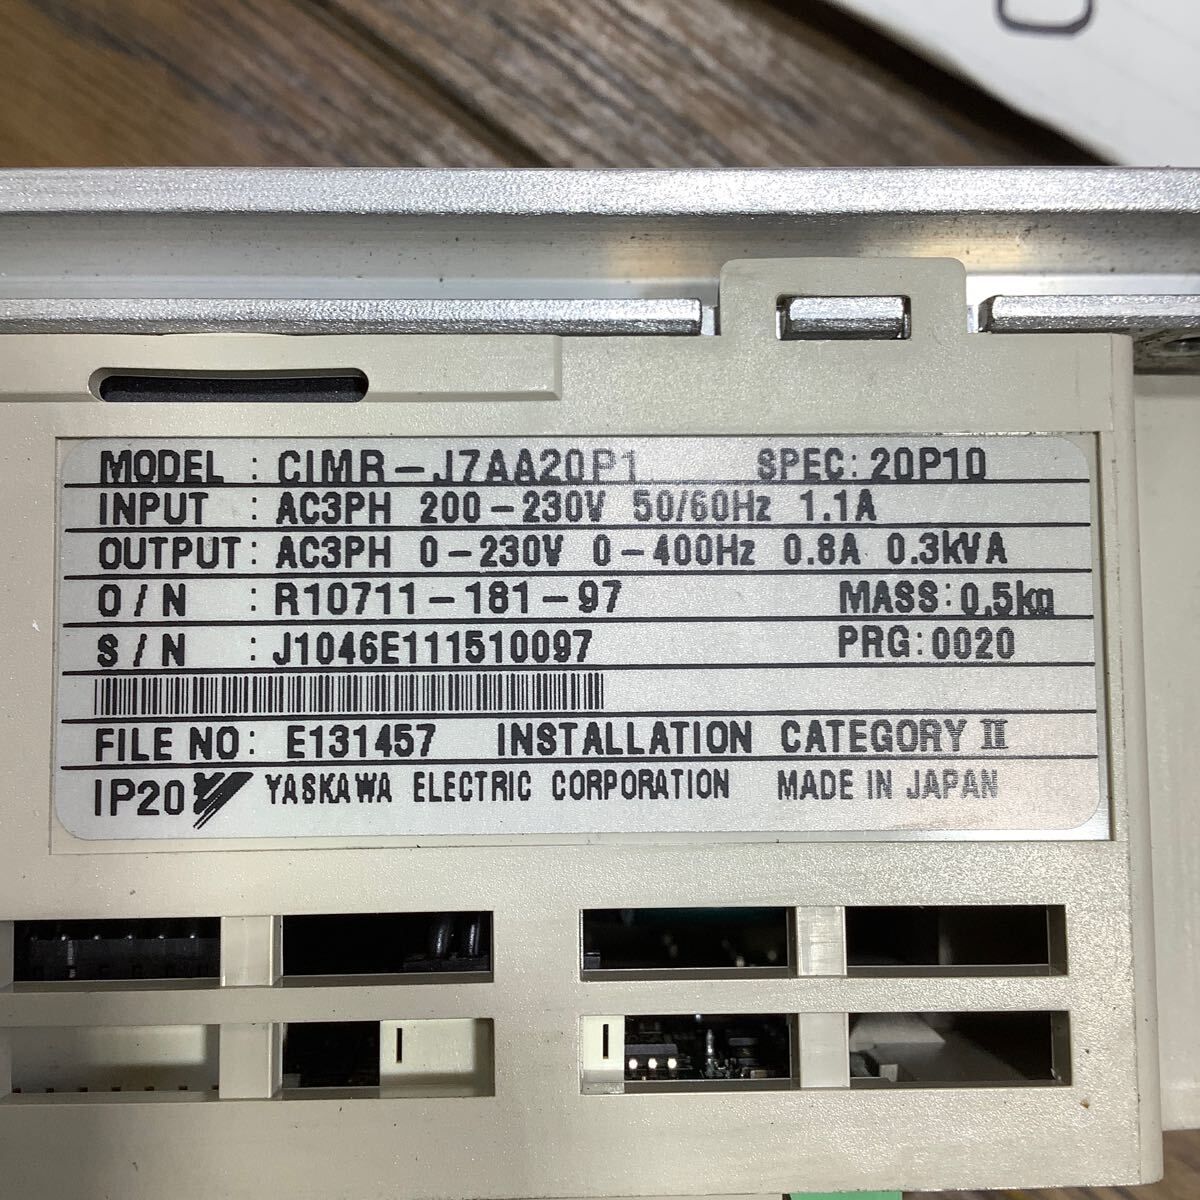 MODEL : CIMR-J7AA20P1 SPEC: 20P10
INPUT : AC3PH 200-230V 50/60Hz 1.1A
OUTPUT: AC3PH 0-230V 0-400Hz 0.8A 0.3kVA
O/N : R10711-181-97 MASS: 0.5kg
S/N : J1046E111510097 PRG: 0020
FILE NO: E131457 INSTALLATION CATEGORY II
IP20 YASKAWA ELECTRIC CORPORATION MADE IN JAPAN